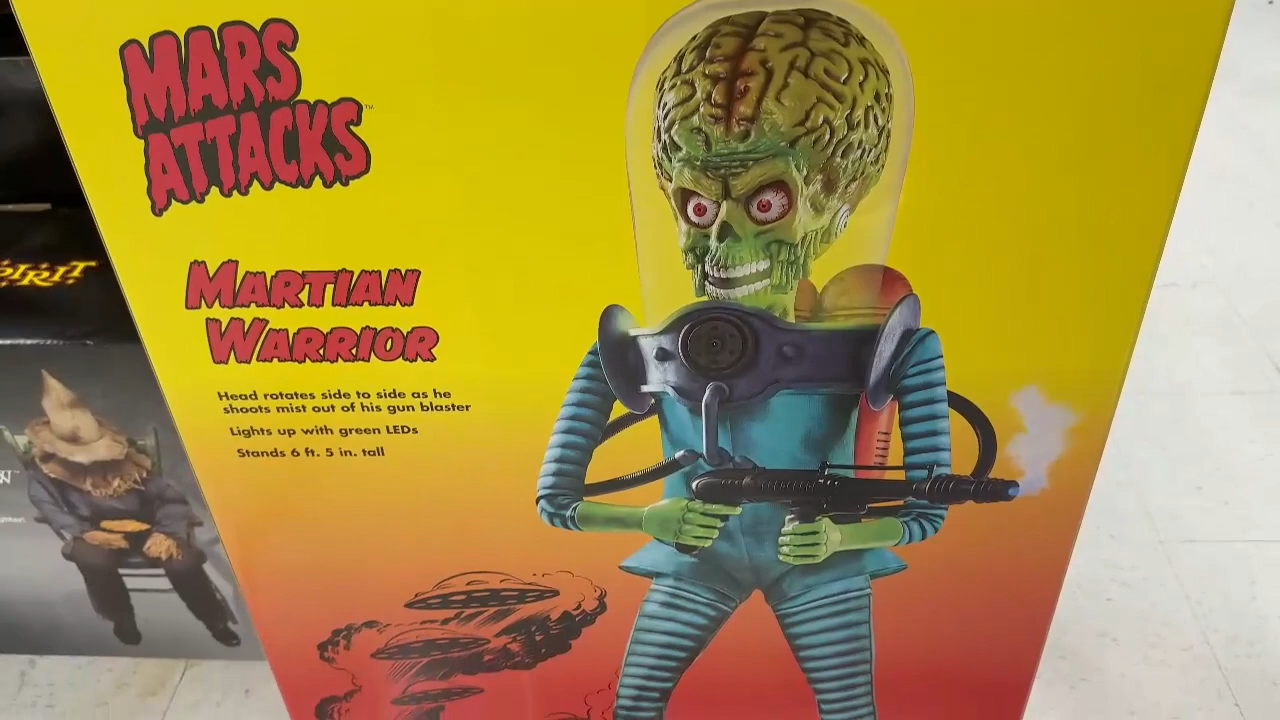 MARS
ATTACKS™
MARTIAN
WARRIOR
Head rotates side to side as he
shoots mist out of his gun blaster
Lights up with green LEDs
Stands 6 ft. 5 in. tall